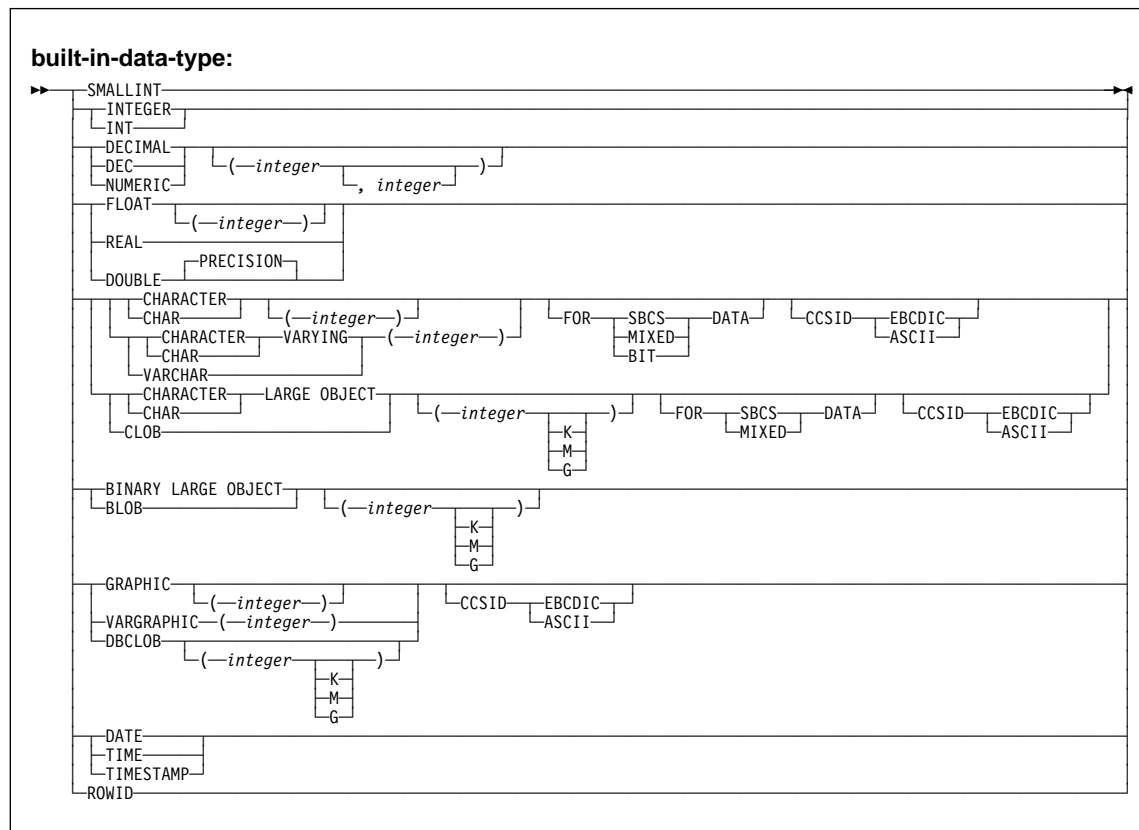 built-in-data-type:
SMALLINT
INTEGER
INT
DECIMAL
DEC ( integer )
NUMERIC , integer
FLOAT
( integer )
REAL
PRECISION
DOUBLE
CHARACTER
CHAR ( integer ) FOR SBCS DATA CCSID EBCDIC
CHARACTER VARYING ( integer ) MIXED ASCII
CHAR BIT
VARCHAR
CHARACTER LARGE OBJECT
CHAR ( integer ) FOR SBCS DATA CCSID EBCDIC
CLOB K MIXED ASCII
M
G
BINARY LARGE OBJECT
BLOB ( integer )
K
M
G
GRAPHIC
( integer ) CCSID EBCDIC
VARGRAPHIC ( integer ) ASCII
DBCLOB
( integer )
K
M
G
DATE
TIME
TIMESTAMP
ROWID